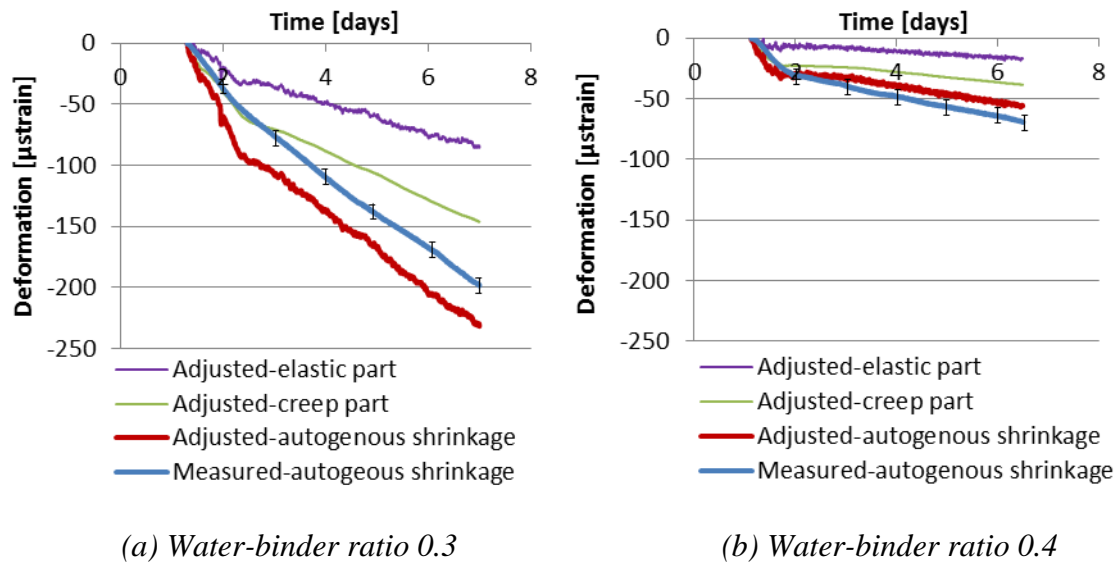 Time [days]
0
0
2
4
6
8
-50
-100
-150
-200
-250
Deformation [µstrain]
Adjusted-elastic part
Adjusted-creep part
Adjusted-autogenous shrinkage
Measured-autogeous shrinkage
(a) Water-binder ratio 0.3
Time [days]
0
0
2
4
6
8
-50
-100
-150
-200
-250
Deformation [µstrain]
Adjusted-elastic part
Adjusted-creep part
Adjusted-autogenous shrinkage
Measured-autogenous shrinkage
(b) Water-binder ratio 0.4